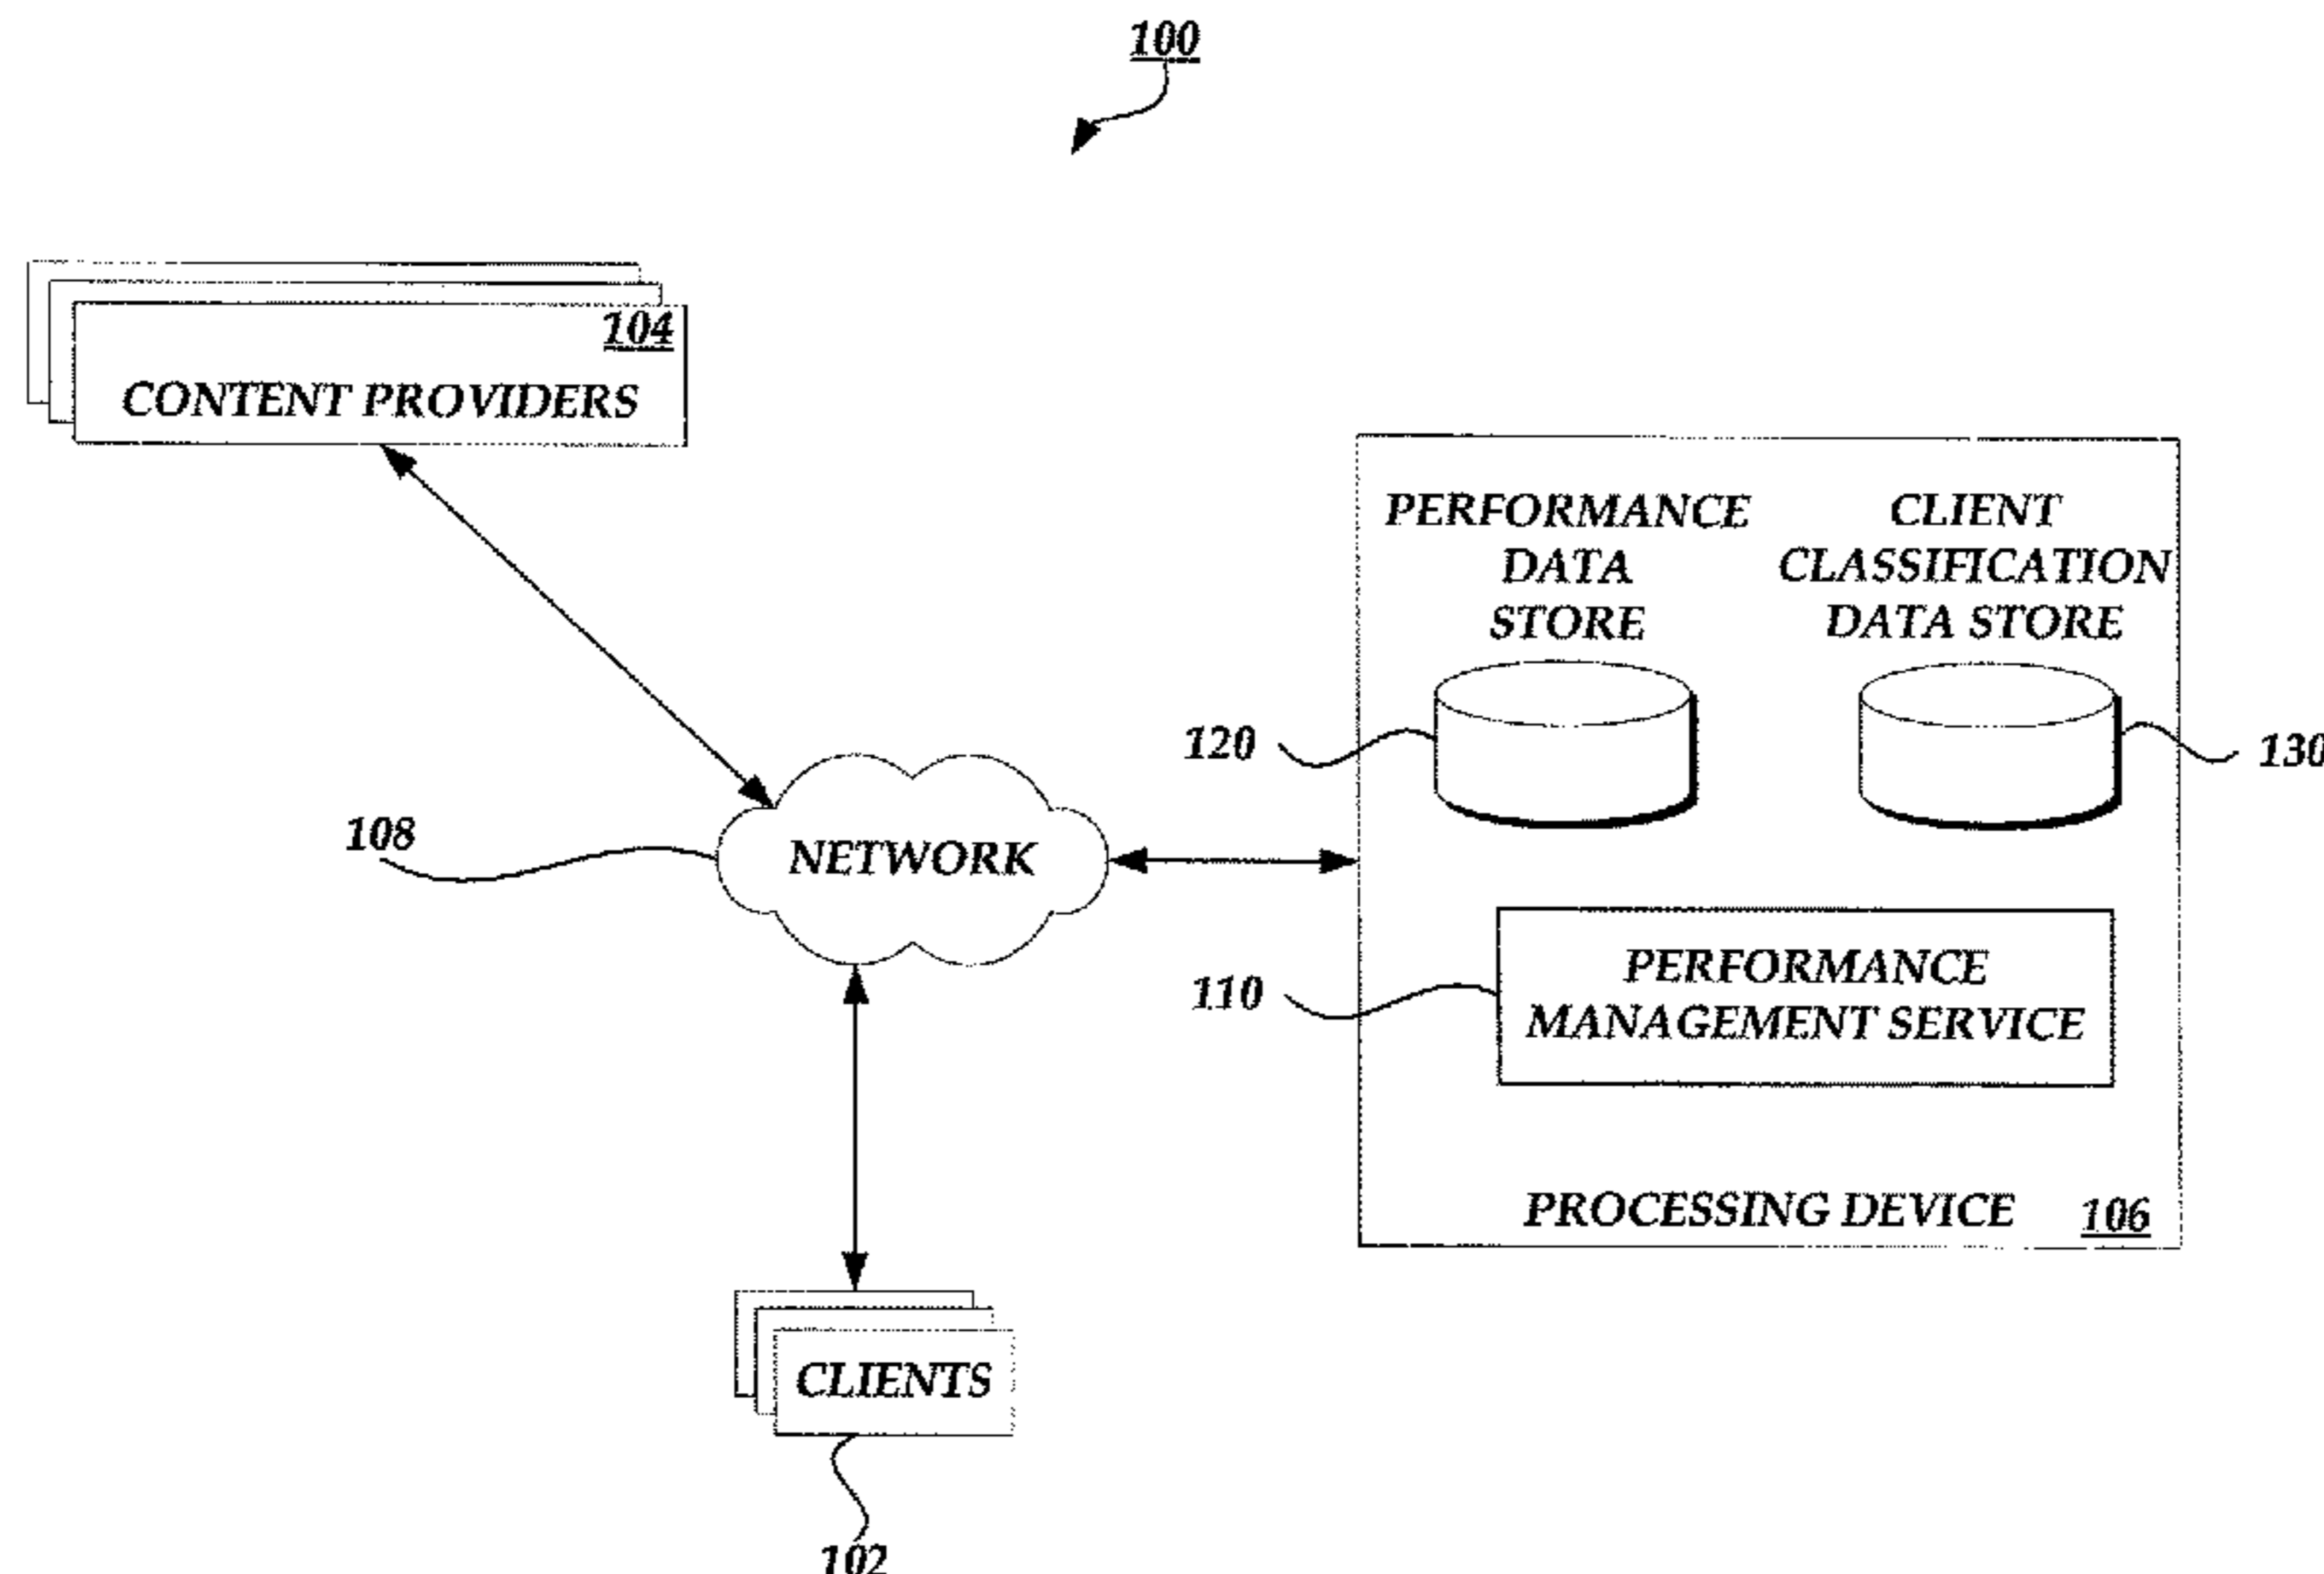 100
104
CONTENT PROVIDERS
PERFORMANCE
DATA
STORE
CLIENT
CLASSIFICATION
DATA STORE
120
130
108
NETWORK
110
PERFORMANCE
MANAGEMENT SERVICE
PROCESSING DEVICE
106
CLIENTS
102